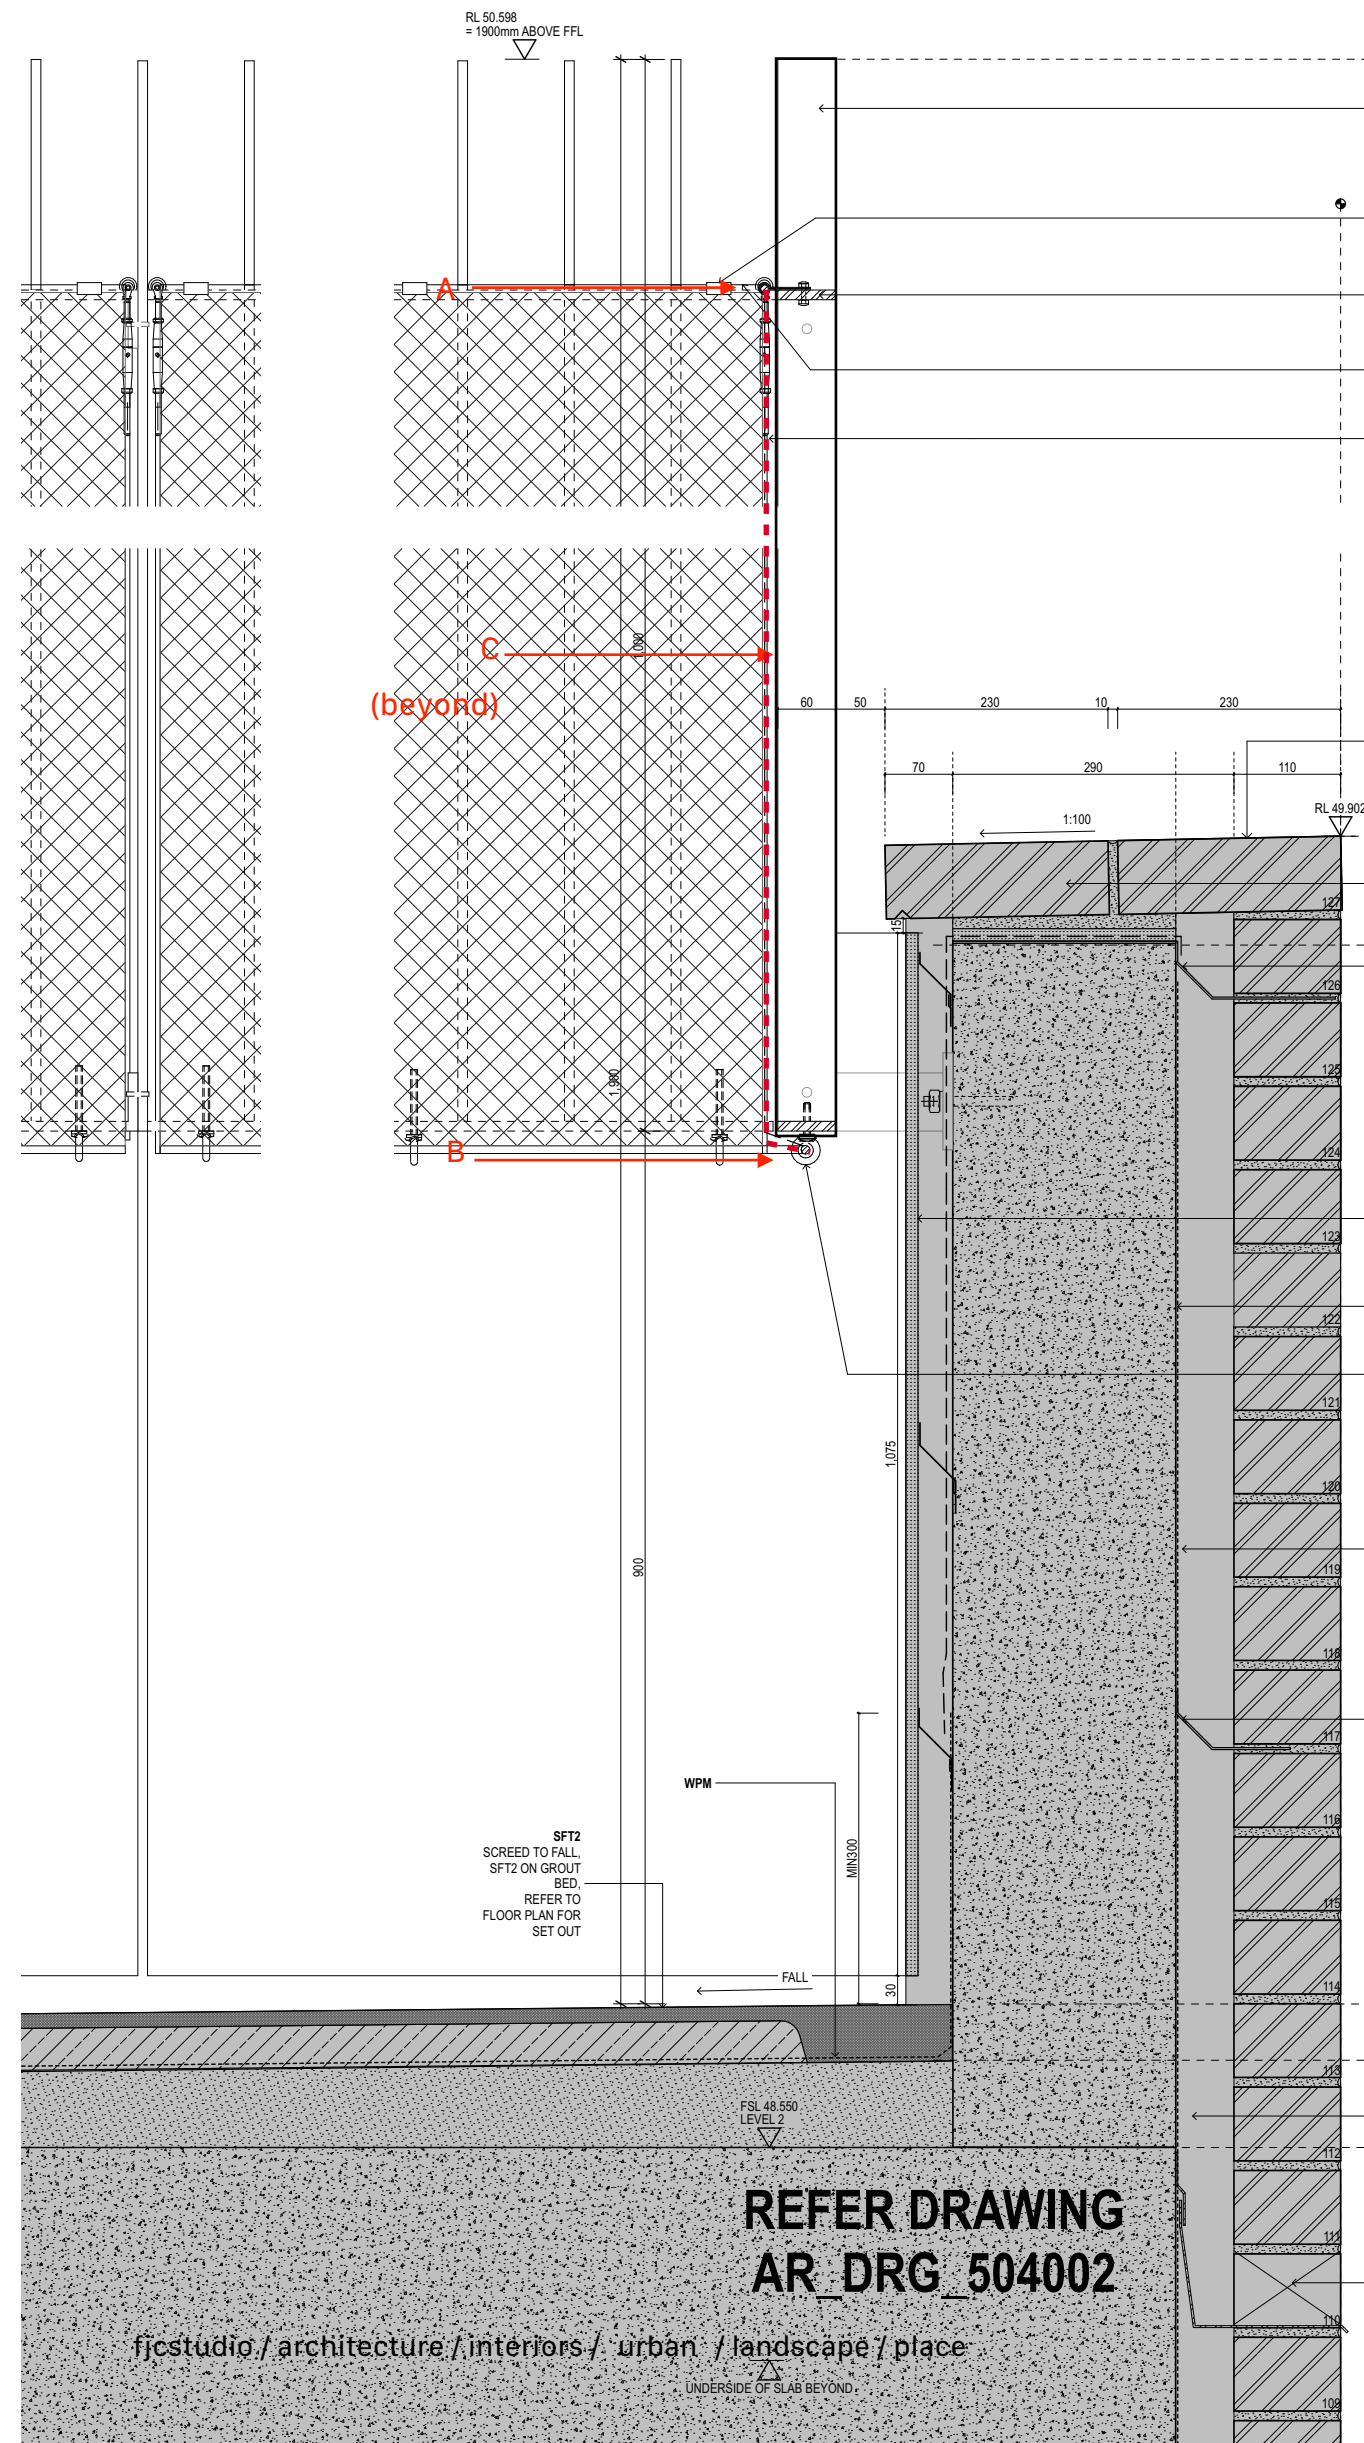 RL 50.598
= 1900mm ABOVE FFL
A
C
1,000
(beyond)
60
50
230
10
230
70
290
110
RL 49.902
1:100
127
15
126
125
1,980
124
B
123
122
121
1,075
120
900
119
118
117
WPM
116
SFT2
SCREED TO FALL,
SFT2 ON GROUT
BED,
REFER TO
FLOOR PLAN FOR
SET OUT
MIN300
115
FALL
30
114
113
FSL 48.550
LEVEL 2
112
REFER DRAWING
AR_DRG_504002
111
110
fjcstudio / architecture / interiors / urban / landscape / place
UNDERSIDE OF SLAB BEYOND
109